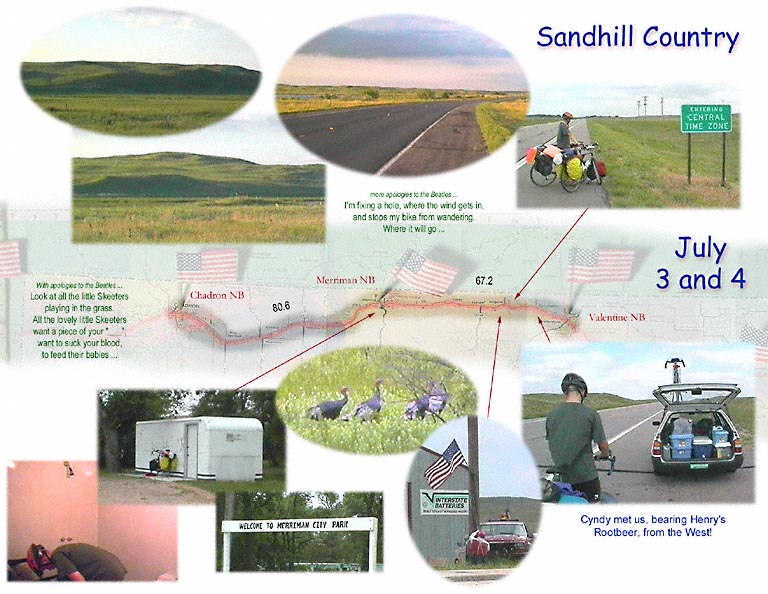 Sandhill Country
ENTERING
CENTRAL
TIME ZONE
more apologies to the Beatles ...
I'm fixing a hole, where the wind gets in,
and stops my bike from wandering.
Where it will go ...
July
3 and 4
With apologies to the Beatles ...
Look at all the little Skeeters
playing in the grass.
All the lovely little Skeeters
want a piece of your "......"
want to suck your blood,
to feed their babies ...
Chadron NB
80.6
Merriman NB
67.2
Valentine NB
WELCOME TO MERRIMAN CITY PARK
INTERSTATE
BATTERIES
Cyndy met us, bearing Henry's
Rootbeer, from the West!